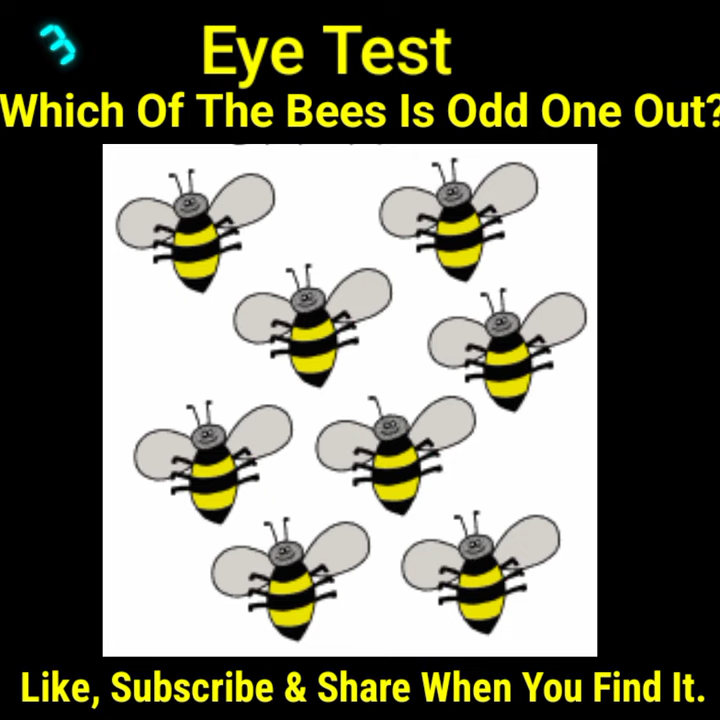 3
Eye Test
Which Of The Bees Is Odd One Out?
Like, Subscribe & Share When You Find It.